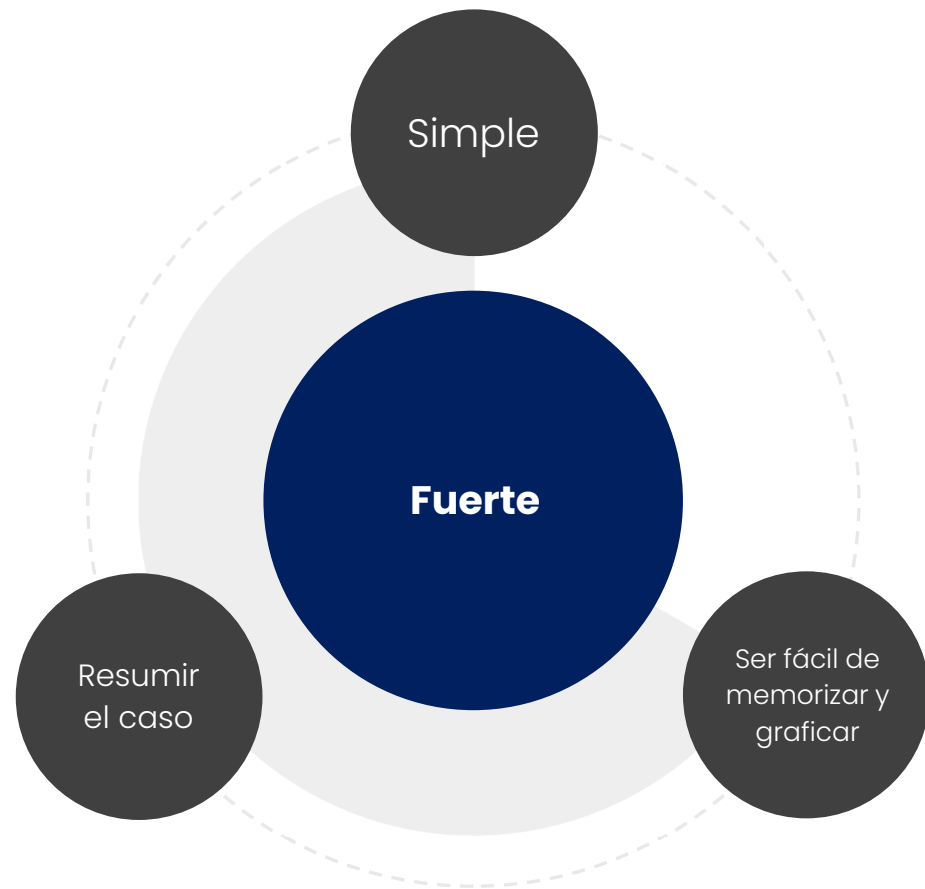 Simple
Fuerte
Resumir
el caso
Ser fácil de
memorizar y
graficar